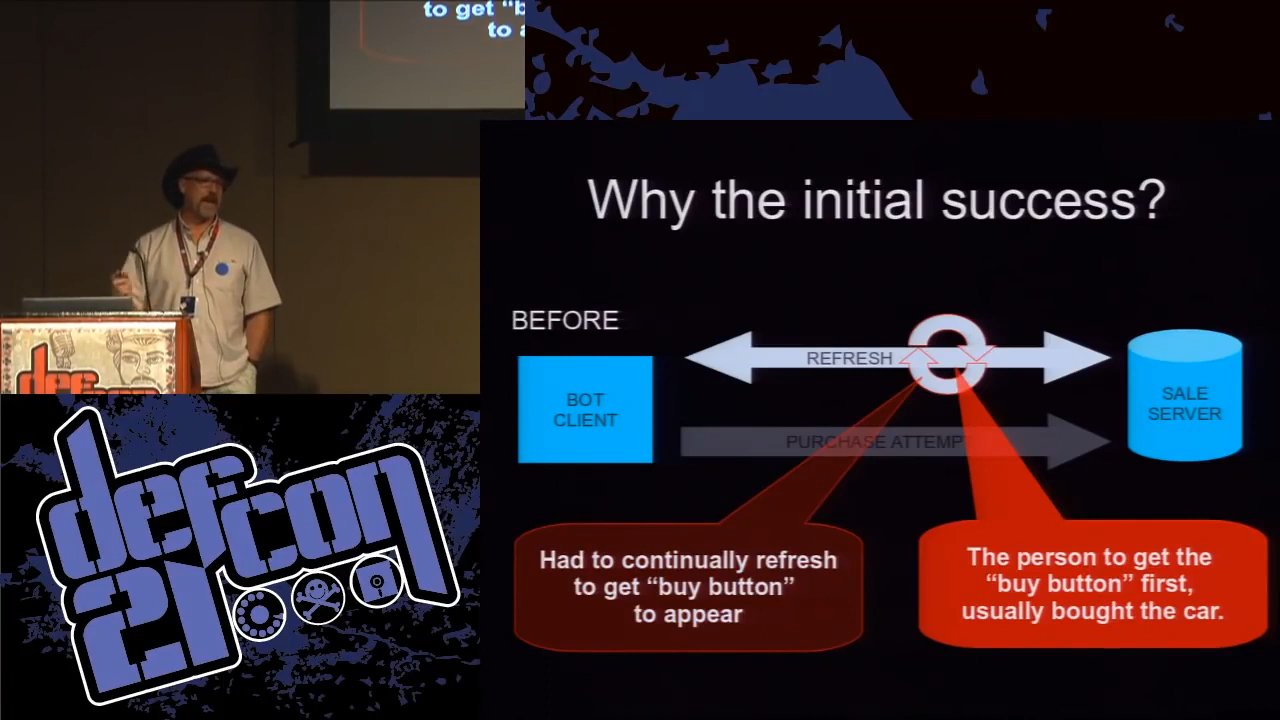 to get "b
to a
Why the initial success?
BEFORE
REFRESH
BOT
CLIENT
SALE
SERVER
PURCHASE ATTEMPT
Had to continually refresh
to get “buy button”
to appear
The person to get the
“buy button” first,
usually bought the car.
def
defcon
21